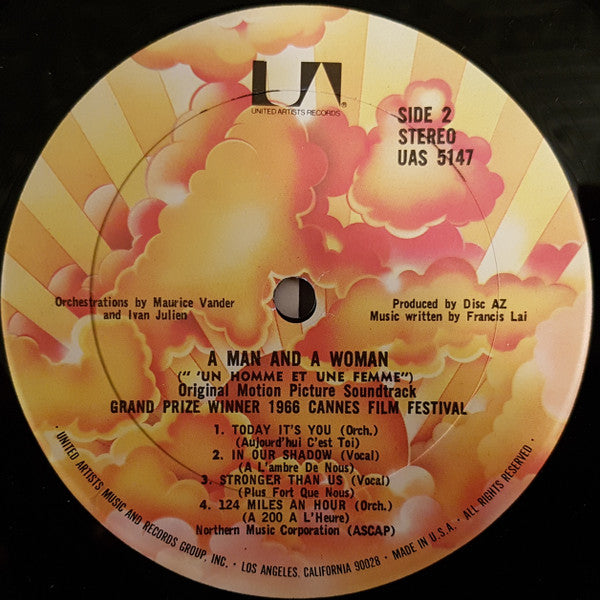 UA
UNITED ARTISTS RECORDS®
SIDE 2
STEREO
UAS 5147
Orchestrations by Maurice Vander
and Ivan Julien
Produced by Disc AZ
Music written by Francis Lai
A MAN AND A WOMAN
(" 'UN HOMME ET UNE FEMME")
Original Motion Picture Soundtrack
GRAND PRIZE WINNER 1966 CANNES FILM FESTIVAL
1. TODAY IT'S YOU (Orch.)
(Aujourd'hui C'est Toi)
2. IN OUR SHADOW (Vocal)
(A L'ambre De Nous)
3. STRONGER THAN US (Vocal)
(Plus Fort Que Nous)
4. 124 MILES AN HOUR (Orch.)
(A 200 A L'Heure)
Northern Music Corporation (ASCAP)
· UNITED ARTISTS MUSIC AND RECORDS GROUP, INC. · LOS ANGELES, CALIFORNIA 90028 · MADE IN U.S.A. · ALL RIGHTS RESERVED ·